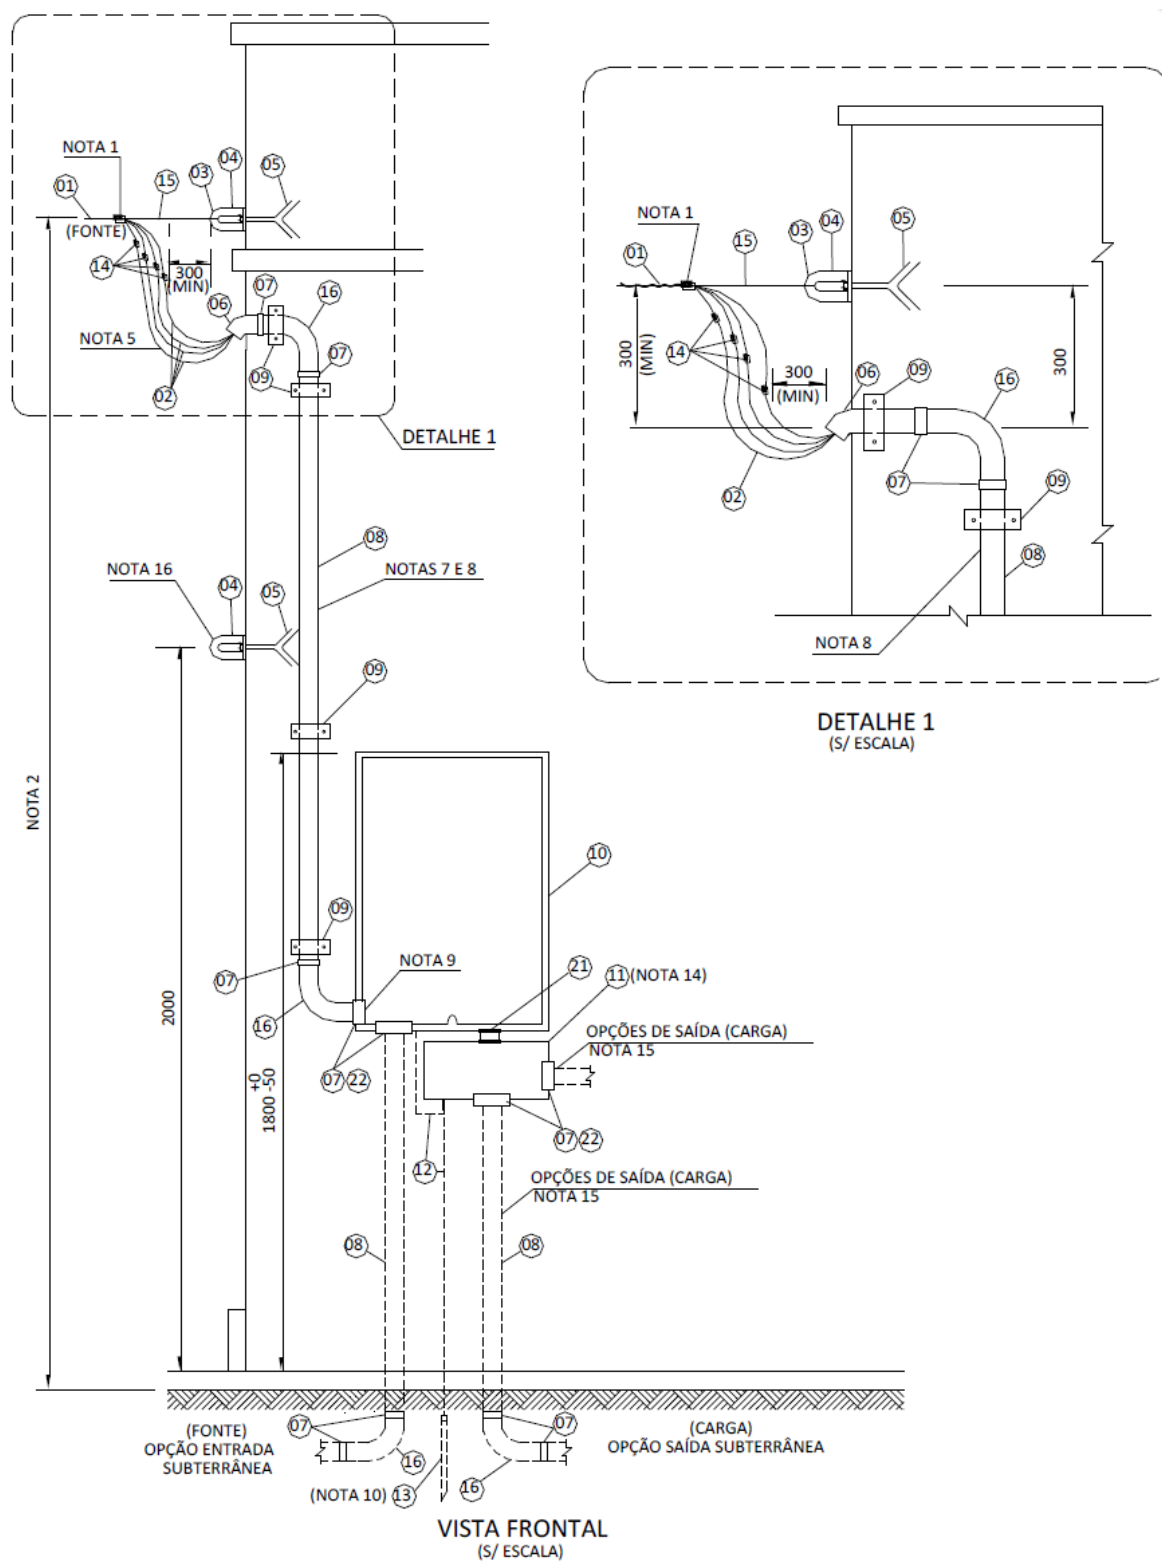 NOTA 1
01
15
03
04
05
(FONTE)
14
300
(MIN)
07
16
06
NOTA 5
07
09
02
DETALHE 1
NOTA 1
01
15
03
04
05
300
(MIN)
14
300
(MIN)
06
09
16
300
02
07
09
08
NOTA 8
DETALHE 1
(S/ ESCALA)
08
NOTA 16
04
05
NOTAS 7 E 8
09
NOTA 2
10
09
NOTA 9
07
21
11 (NOTA 14)
2000
16
OPÇÕES DE SAÍDA (CARGA)
NOTA 15
1800 +0 -50
07 22
07 22
12
OPÇÕES DE SAÍDA (CARGA)
NOTA 15
08
08
(FONTE)
OPÇÃO ENTRADA
SUBTERRÂNEA
07
07
(CARGA)
OPÇÃO SAÍDA SUBTERRÂNEA
16
16
(NOTA 10) 13
VISTA FRONTAL
(S/ ESCALA)